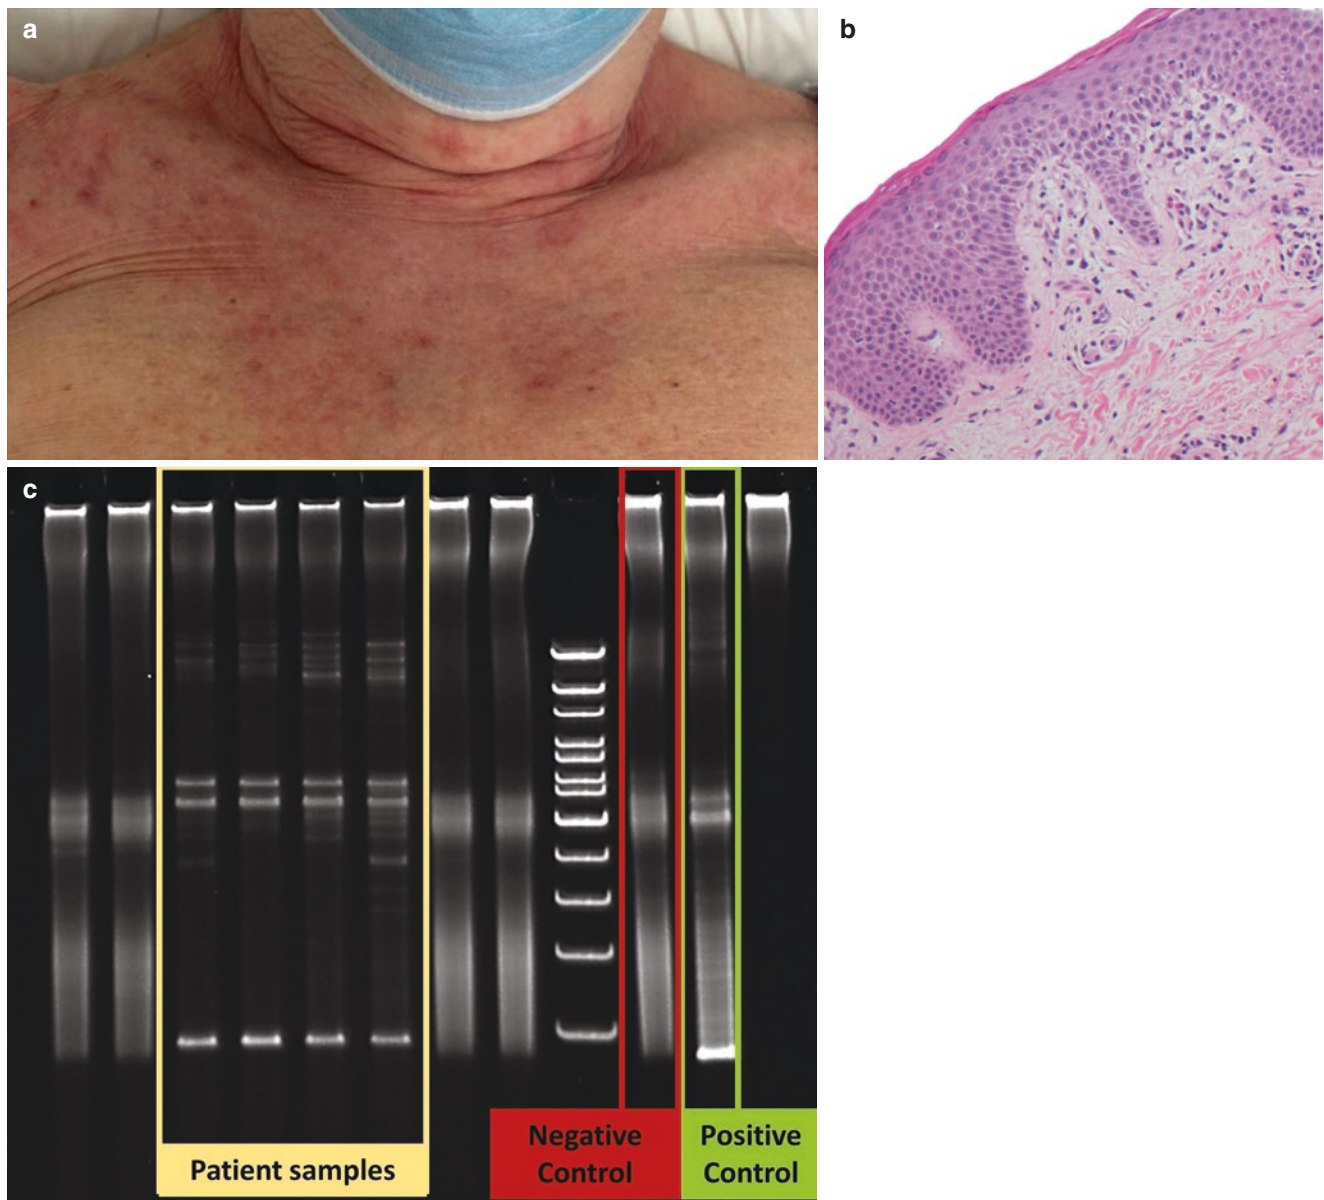 a
b
c
Patient samples
Negative
Control
Positive
Control